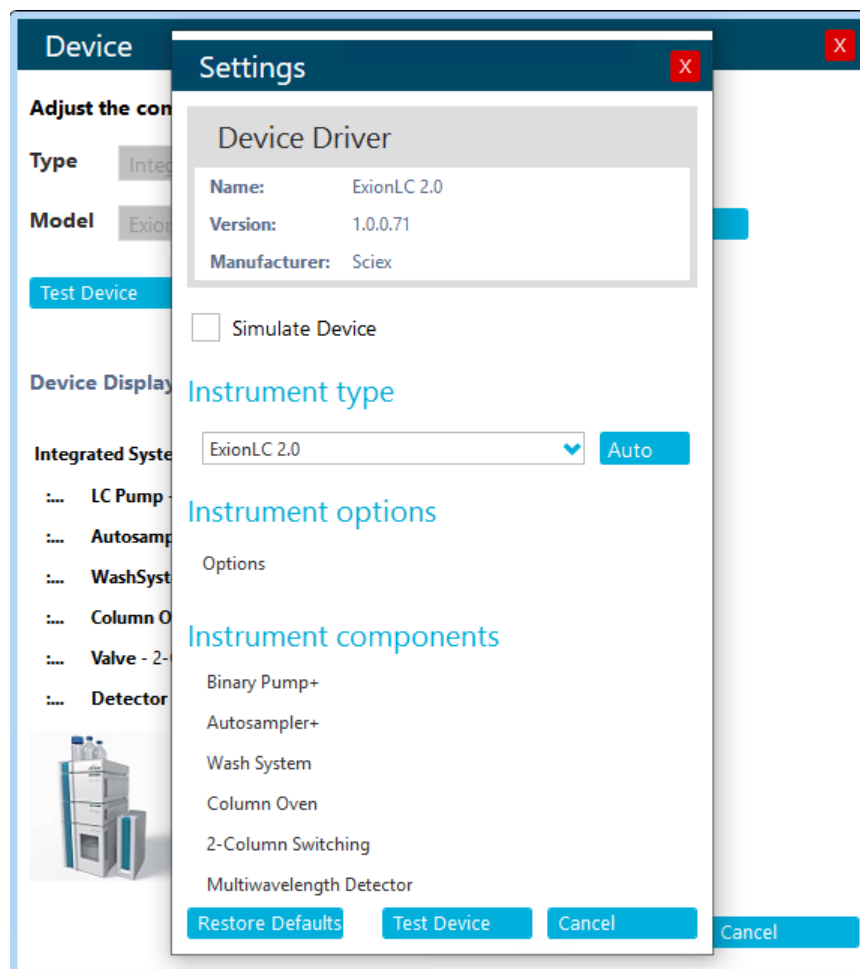 Device
X
Settings
X
Adjust the con
Type
Integ
Model
Exion
Test Device
Device Display
Integrated Syste
:... LC Pump -
:... Autosamp
:... WashSyst
:... Column O
:... Valve - 2-
:... Detector
Device Driver
Name: ExionLC 2.0
Version: 1.0.0.71
Manufacturer: Sciex
Simulate Device
Instrument type
ExionLC 2.0
Auto
Instrument options
Options
Instrument components
Binary Pump+
Autosampler+
Wash System
Column Oven
2-Column Switching
Multiwavelength Detector
Restore Defaults
Test Device
Cancel
Cancel